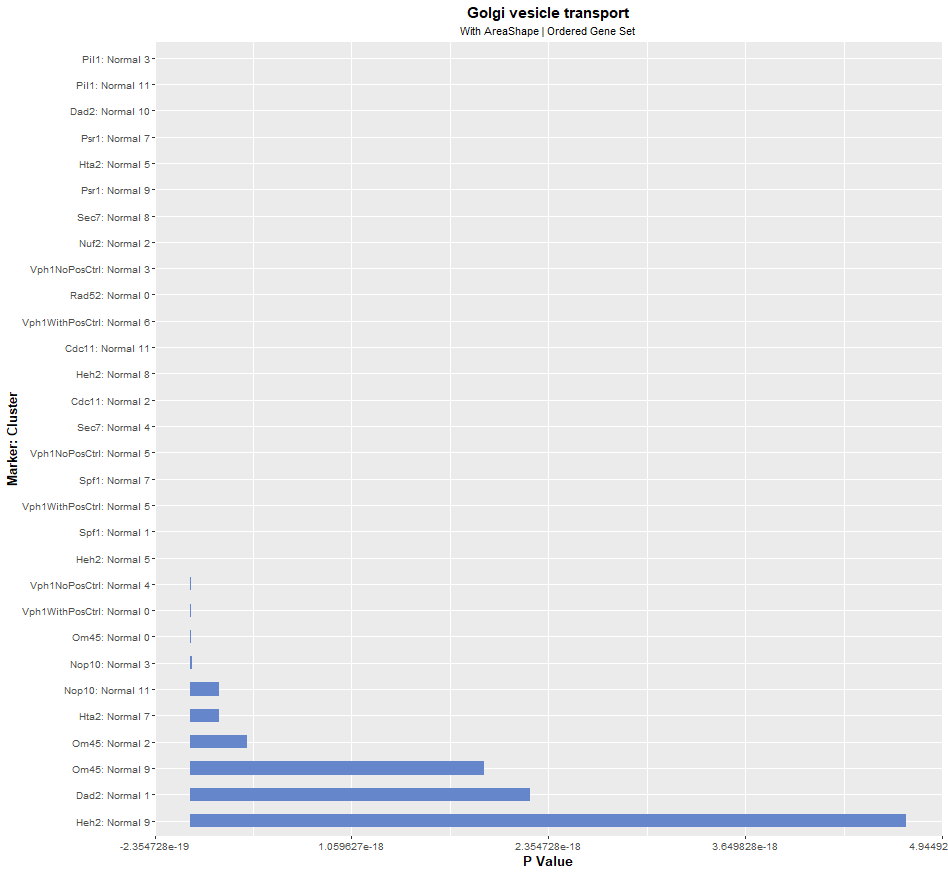 Golgi vesicle transport
With AreaShape | Ordered Gene Set
Pil1: Normal 3
Pil1: Normal 11
Dad2: Normal 10
Psr1: Normal 7
Hta2: Normal 5
Psr1: Normal 9
Sec7: Normal 8
Nuf2: Normal 2
Vph1NoPosCtrl: Normal 3
Rad52: Normal 0
Vph1WithPosCtrl: Normal 6
Cdc11: Normal 11
Heh2: Normal 8
Cdc11: Normal 2
Sec7: Normal 4
Vph1NoPosCtrl: Normal 5
Spf1: Normal 7
Vph1WithPosCtrl: Normal 5
Spf1: Normal 1
Heh2: Normal 5
Vph1NoPosCtrl: Normal 4
Vph1WithPosCtrl: Normal 0
Om45: Normal 0
Nop10: Normal 3
Nop10: Normal 11
Hta2: Normal 7
Om45: Normal 2
Om45: Normal 9
Dad2: Normal 1
Heh2: Normal 9
Marker: Cluster
-2.354728e-19 1.059627e-18 2.354728e-18 3.649828e-18 4.94492
P Value